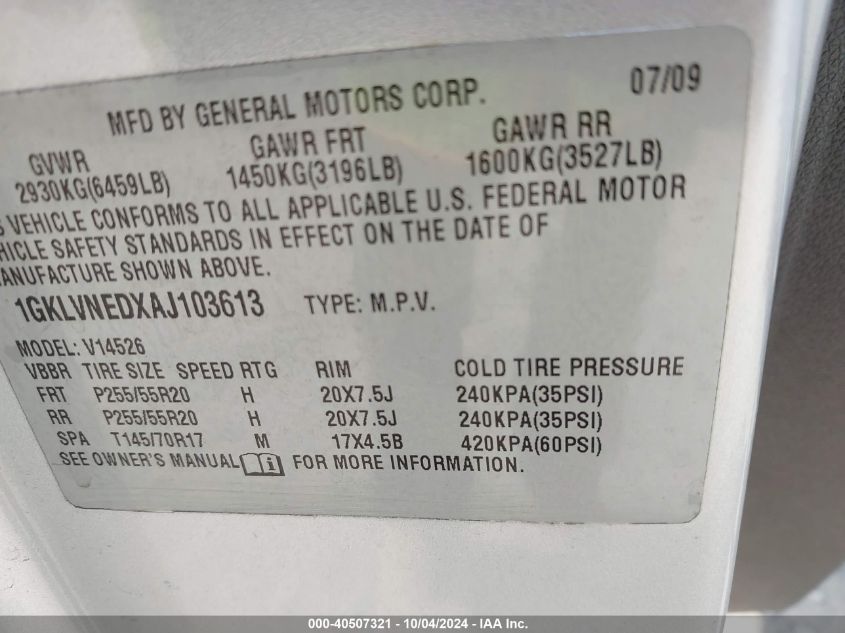 07/09
MFD BY GENERAL MOTORS CORP.
GVWR GAWR FRT GAWR RR
2930KG(6459LB) 1450KG(3196LB) 1600KG(3527LB)
S VEHICLE CONFORMS TO ALL APPLICABLE U.S. FEDERAL MOTOR
HICLE SAFETY STANDARDS IN EFFECT ON THE DATE OF
ANUFACTURE SHOWN ABOVE.
1GKLVNEDXAJ103613 TYPE: M.P.V.
MODEL: V14526
VBBR TIRE SIZE SPEED RTG RIM COLD TIRE PRESSURE
FRT P255/55R20 H 20X7.5J 240KPA(35PSI)
RR P255/55R20 H 20X7.5J 240KPA(35PSI)
SPA T145/70R17 M 17X4.5B 420KPA(60PSI)
SEE OWNER'S MANUAL i FOR MORE INFORMATION.
000-40507321 - 10/04/2024 - IAA Inc.